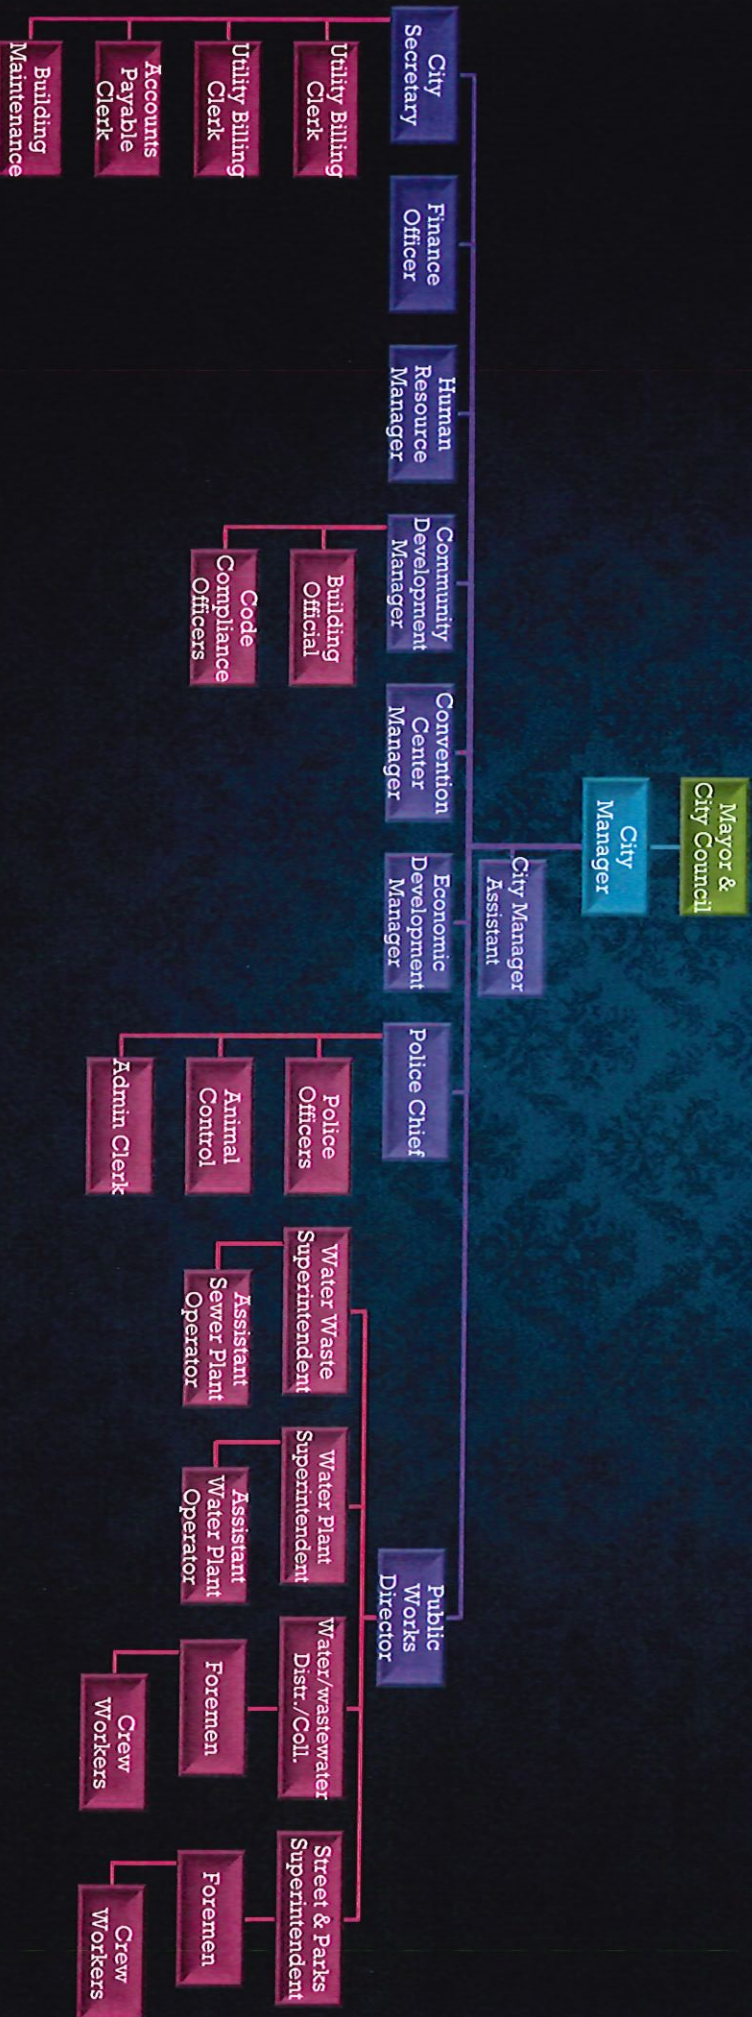 Mayor &
City Council
City
Manager
City Manager
Assistant
City
Secretary
Finance
Officer
Human
Resource
Manager
Community
Development
Manager
Convention
Center
Manager
Economic
Development
Manager
Police Chief
Public
Works
Director
Utility Billing
Clerk
Utility Billing
Clerk
Accounts
Payable
Clerk
Building
Maintenance
Building
Official
Code
Compliance
Officers
Police
Officers
Animal
Control
Admin Clerk
Water Waste
Superintendent
Assistant
Sewer Plant
Operator
Water Plant
Superintendent
Assistant
Water Plant
Operator
Water/wastewater
Distr./Coll.
Foremen
Crew
Workers
Street & Parks
Superintendent
Foremen
Crew
Workers